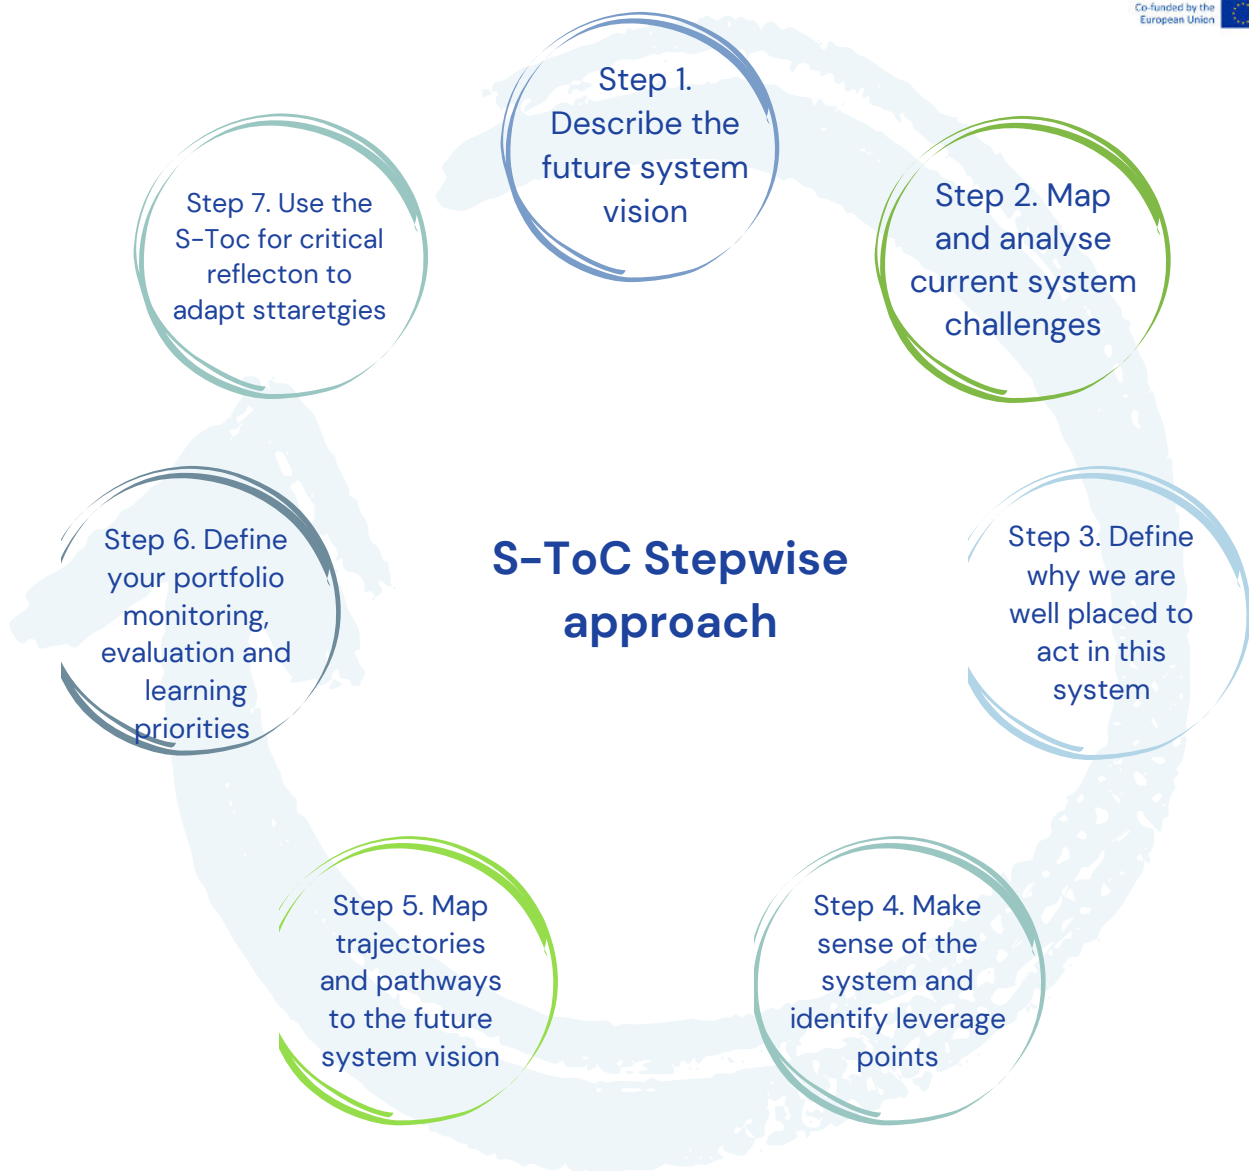 Co-funded by the
European Union
Step 1.
Describe the
future system
vision
Step 2. Map
and analyse
current system
challenges
Step 3. Define
why we are
well placed to
act in this
system
Step 4. Make
sense of the
system and
identify leverage
points
Step 5. Map
trajectories
and pathways
to the future
system vision
Step 6. Define
your portfolio
monitoring,
evaluation and
learning
priorities
Step 7. Use the
S-Toc for critical
reflecton to
adapt sttaretgies
S-ToC Stepwise
approach